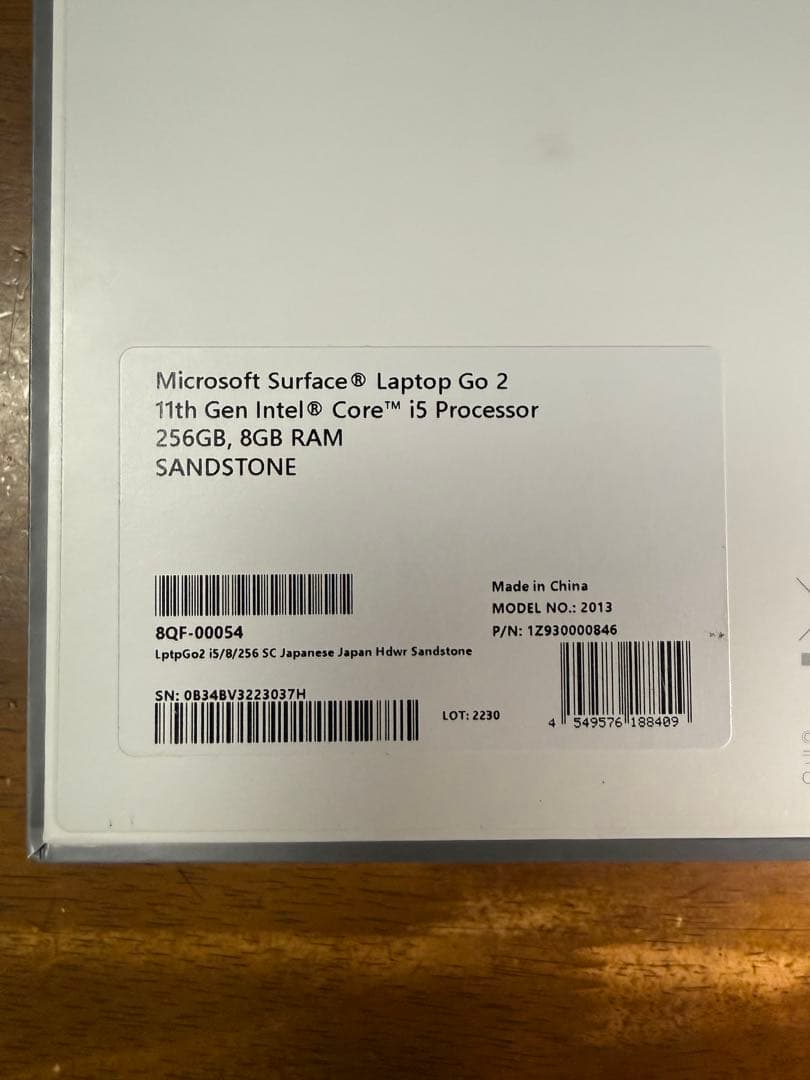 Microsoft Surface® Laptop Go 2
11th Gen Intel® Core™ i5 Processor
256GB, 8GB RAM
SANDSTONE
8QF-00054
LptpGo2 i5/8/256 SC Japanese Japan Hdwr Sandstone
SN: 0B34BV3223037H
LOT: 2230
Made in China
MODEL NO.: 2013
P/N: 1Z930000846
4 549576 188409